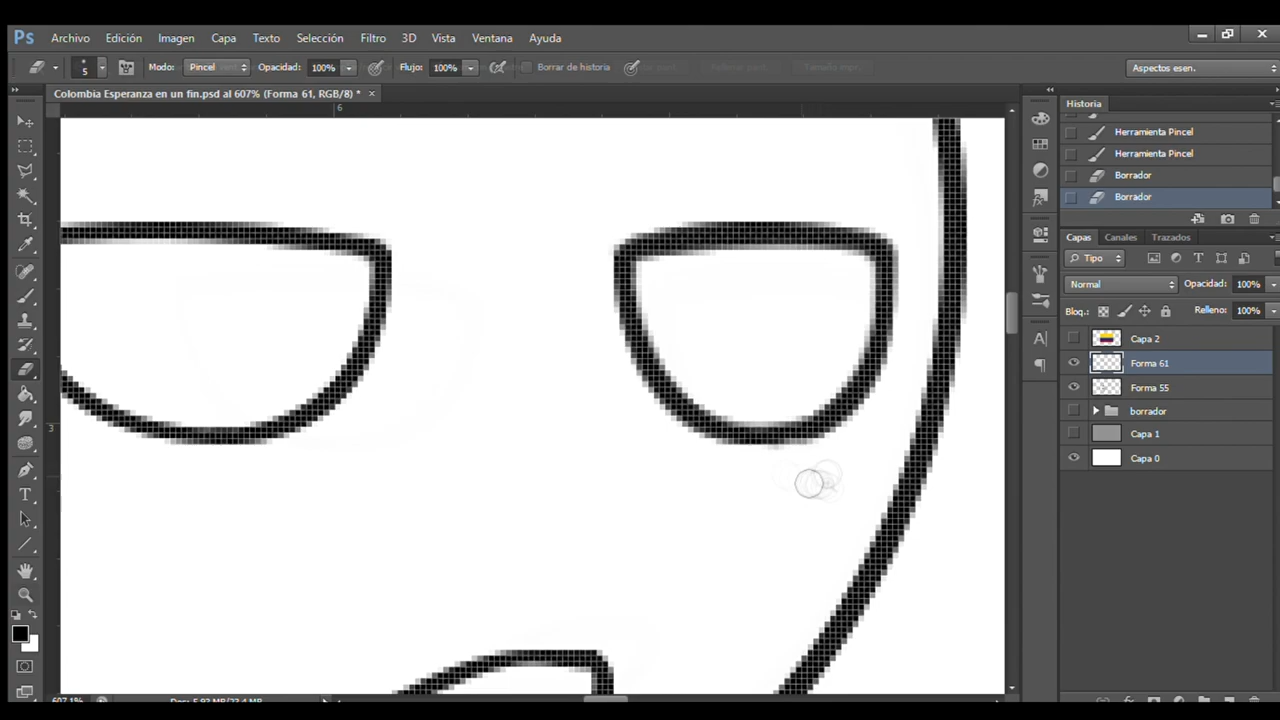 Ps Archivo Edición Imagen Capa Texto Selección Filtro 3D Vista Ventana Ayuda
5 Modo: Pincel Opacidad: 100% Flujo: 100% Borrar de historia Aspectos esen.
Colombia Esperanza en un fin.psd al 607% (Forma 61, RGB/8) * ×
6
3
Historia
Herramienta Pincel
Herramienta Pincel
Borrador
Borrador
Capas Canales Trazados
Tipo
Normal Opacidad: 100%
Bloq.: Relleno: 100%
Capa 2
Forma 61
Forma 55
borrador
Capa 1
Capa 0